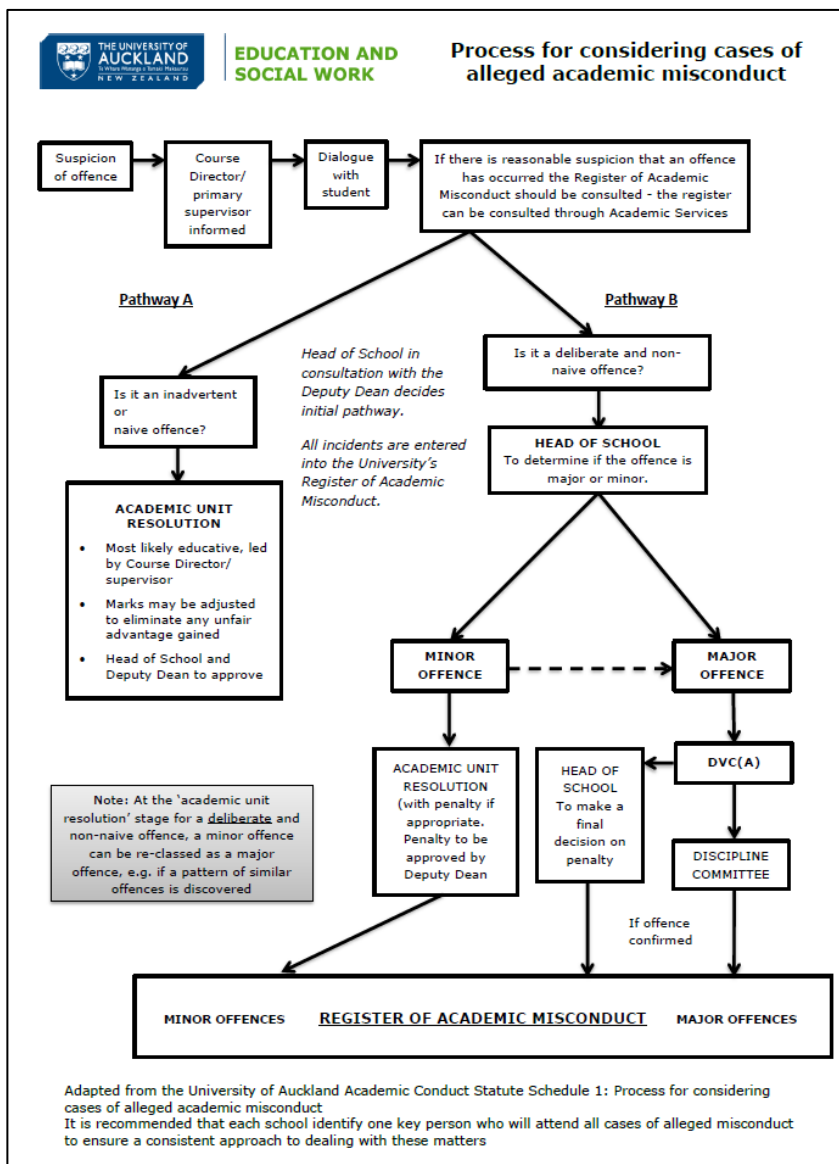 THE UNIVERSITY OF
AUCKLAND
NEW ZEALAND
EDUCATION AND
SOCIAL WORK
Process for considering cases of
alleged academic misconduct
Suspicion
of offence
Course
Director/
primary
supervisor
informed
Dialogue
with
student
If there is reasonable suspicion that an offence
has occurred the Register of Academic
Misconduct should be consulted - the register
can be consulted through Academic Services
Pathway A
Pathway B
Head of School in
consultation with the
Deputy Dean decides
initial pathway.
All incidents are entered
into the University's
Register of Academic
Misconduct.
Is it an inadvertent
or
naive offence?
Is it a deliberate and non-
naive offence?
HEAD OF SCHOOL
To determine if the offence is
major or minor.
ACADEMIC UNIT
RESOLUTION
• Most likely educative, led
by Course Director/
supervisor
• Marks may be adjusted
to eliminate any unfair
advantage gained
• Head of School and
Deputy Dean to approve
MINOR
OFFENCE
MAJOR
OFFENCE
DVC(A)
ACADEMIC UNIT
RESOLUTION
(with penalty if
appropriate.
Penalty to be
approved by
Deputy Dean
HEAD OF
SCHOOL
To make a
final
decision on
penalty
DISCIPLINE
COMMITTEE
Note: At the 'academic unit
resolution' stage for a deliberate and
non-naive offence, a minor offence
can be re-classed as a major
offence, e.g. if a pattern of similar
offences is discovered
If offence
confirmed
MINOR OFFENCES REGISTER OF ACADEMIC MISCONDUCT MAJOR OFFENCES
Adapted from the University of Auckland Academic Conduct Statute Schedule 1: Process for considering
cases of alleged academic misconduct
It is recommended that each school identify one key person who will attend all cases of alleged misconduct
to ensure a consistent approach to dealing with these matters